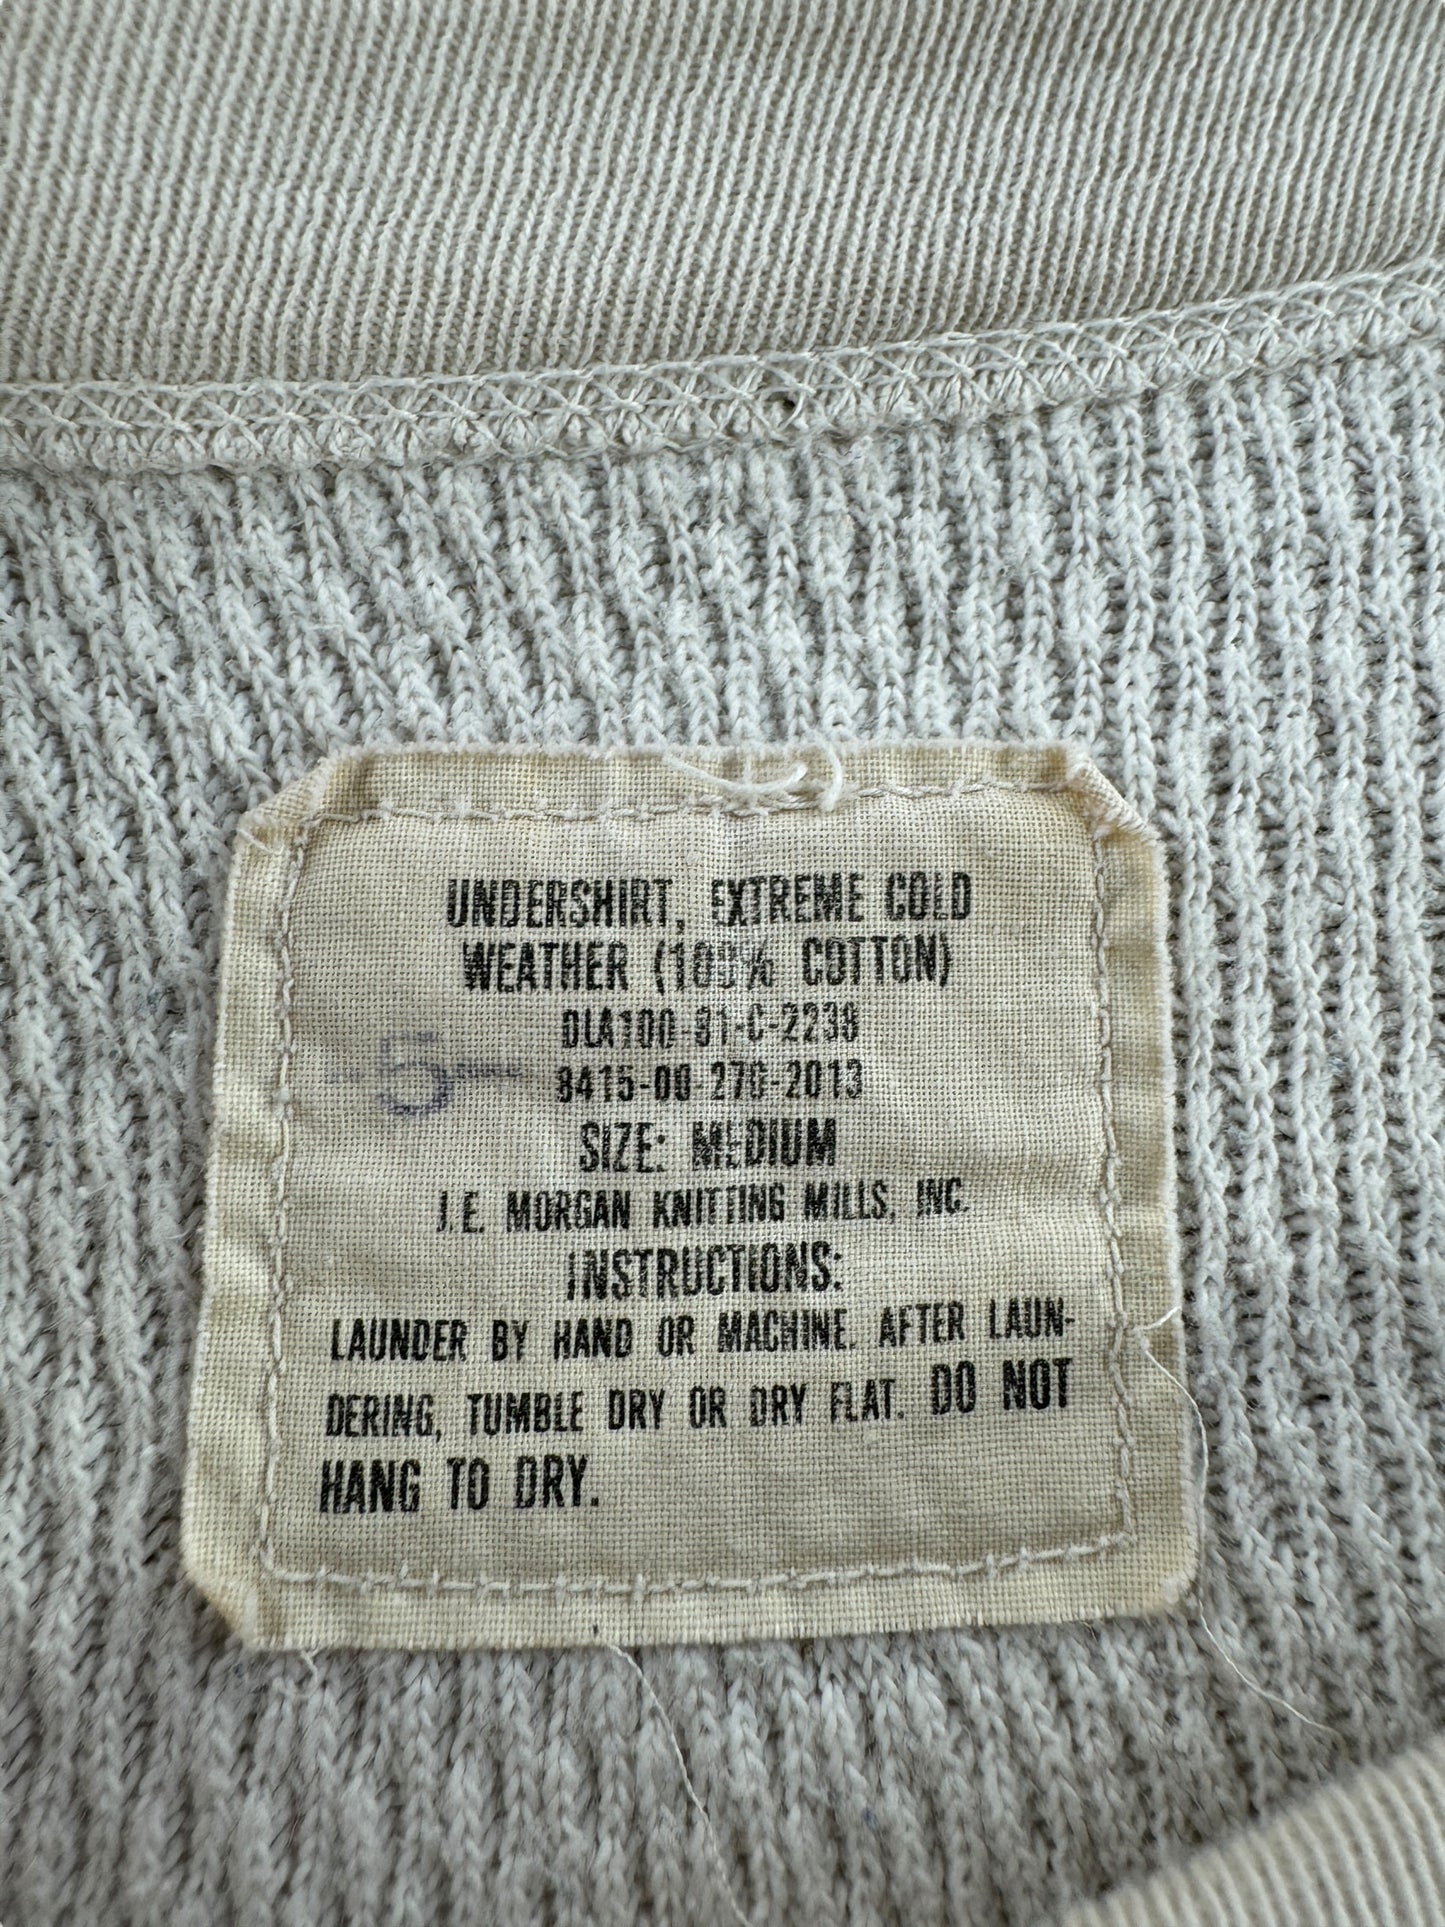 UNDERSHIRT, EXTREME COLD
WEATHER (100% COTTON)
DLA100-81-C-2238
5
8415-00-270-2013
SIZE: MEDIUM
J.E. MORGAN KNITTING MILLS, INC.
INSTRUCTIONS:
LAUNDER BY HAND OR MACHINE. AFTER LAUN-
DERING, TUMBLE DRY OR DRY FLAT. DO NOT
HANG TO DRY.